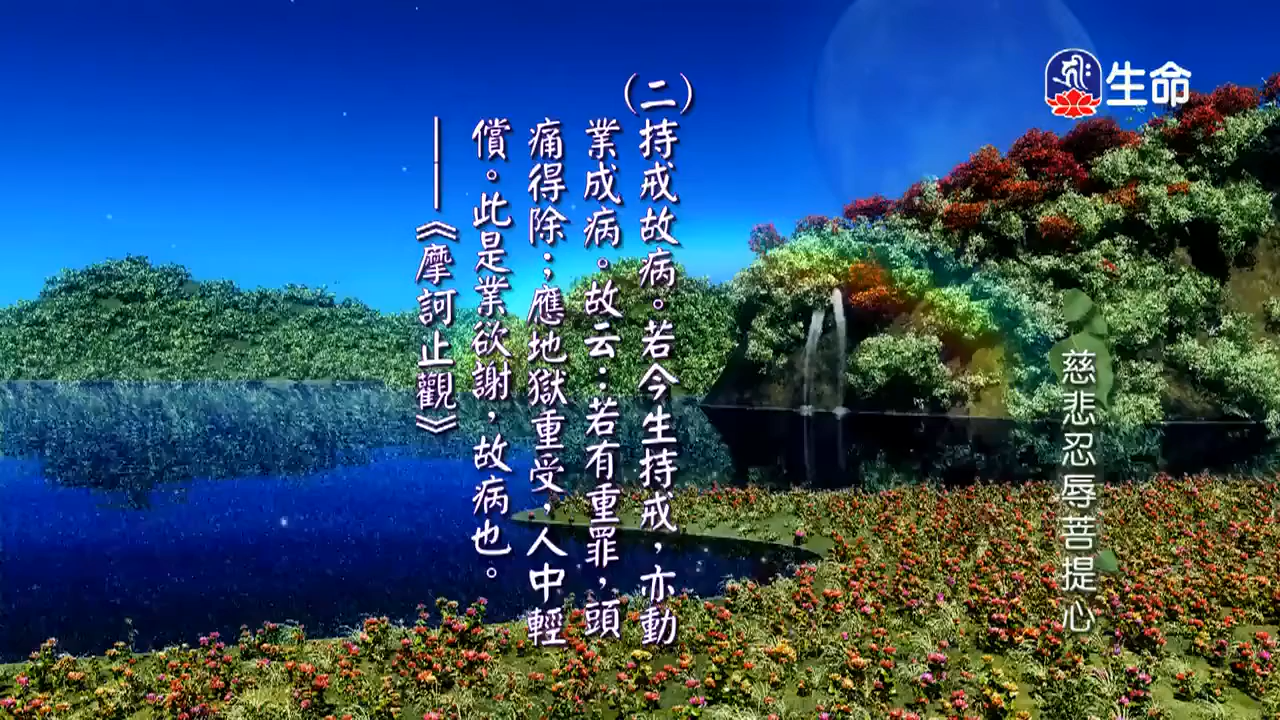 (二)持戒故病。若今生持戒，亦動
業成病。故云：若有重罪，頭
痛得除；應地獄重受，人中輕
償。此是業欲謝，故病也。
——《摩訶止觀》
生命
慈悲忍辱菩提心